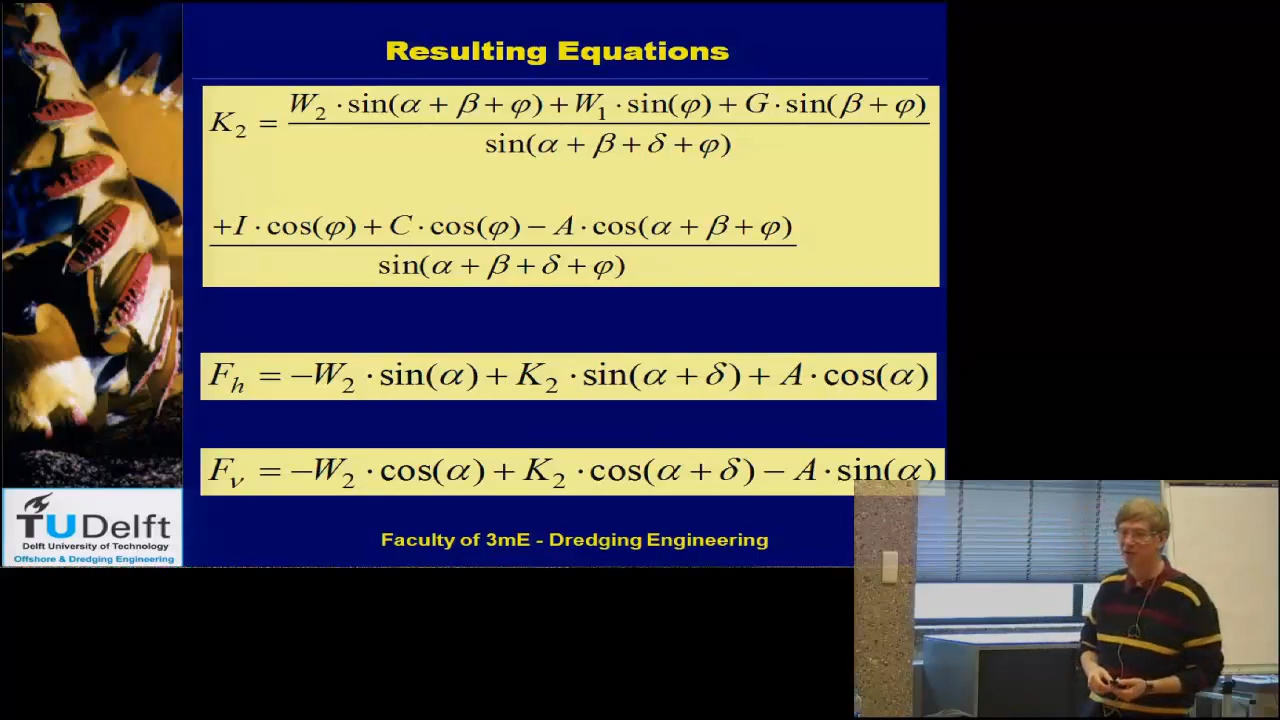 Resulting Equations
K₂ = (W₂ · sin(α + β + φ) + W₁ · sin(φ) + G · sin(β + φ)) / sin(α + β + δ + φ)
(+I · cos(φ) + C · cos(φ) − A · cos(α + β + φ)) / sin(α + β + δ + φ)
F_h = −W₂ · sin(α) + K₂ · sin(α + δ) + A · cos(α)
F_ν = −W₂ · cos(α) + K₂ · cos(α + δ) − A · sin(α)
TU Delft
Delft University of Technology
Offshore & Dredging Engineering
Faculty of 3mE - Dredging Engineering